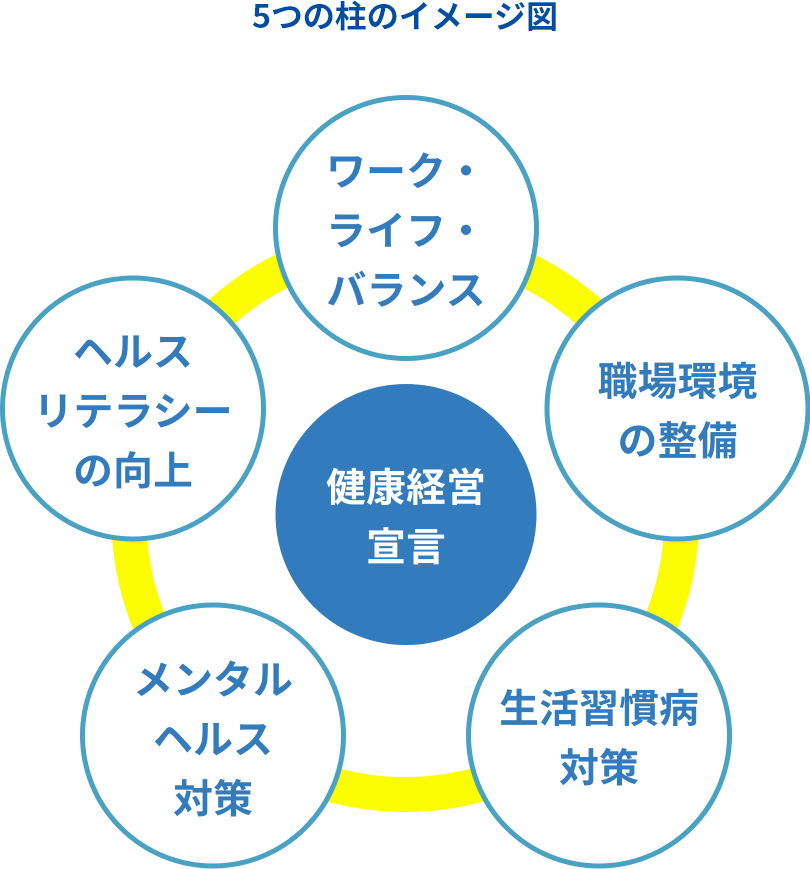 5つの柱のイメージ図
ワーク・
ライフ・
バランス
ヘルス
リテラシー
の向上
職場環境
の整備
健康経営
宣言
メンタル
ヘルス
対策
生活習慣病
対策